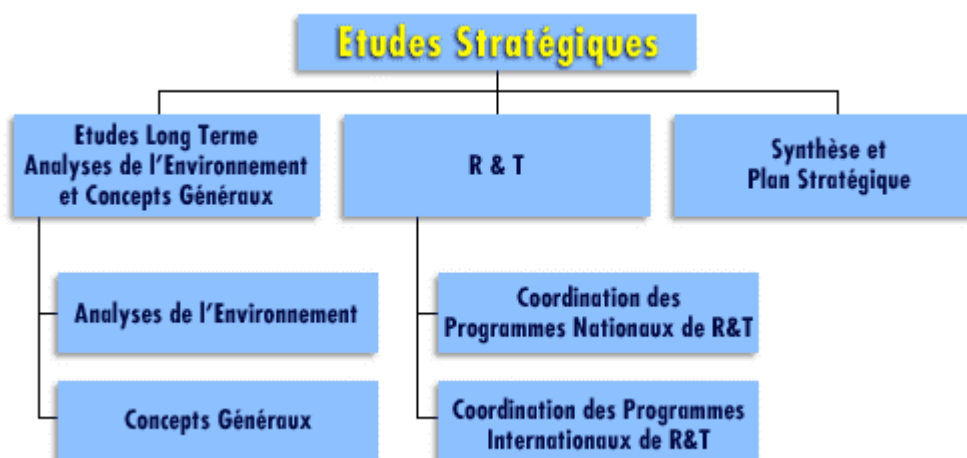 Etudes Stratégiques
Etudes Long Terme
Analyses de l'Environnement
et Concepts Généraux
R & T
Synthèse et
Plan Stratégique
Analyses de l'Environnement
Concepts Généraux
Coordination des
Programmes Nationaux de R&T
Coordination des Programmes
Internationaux de R&T